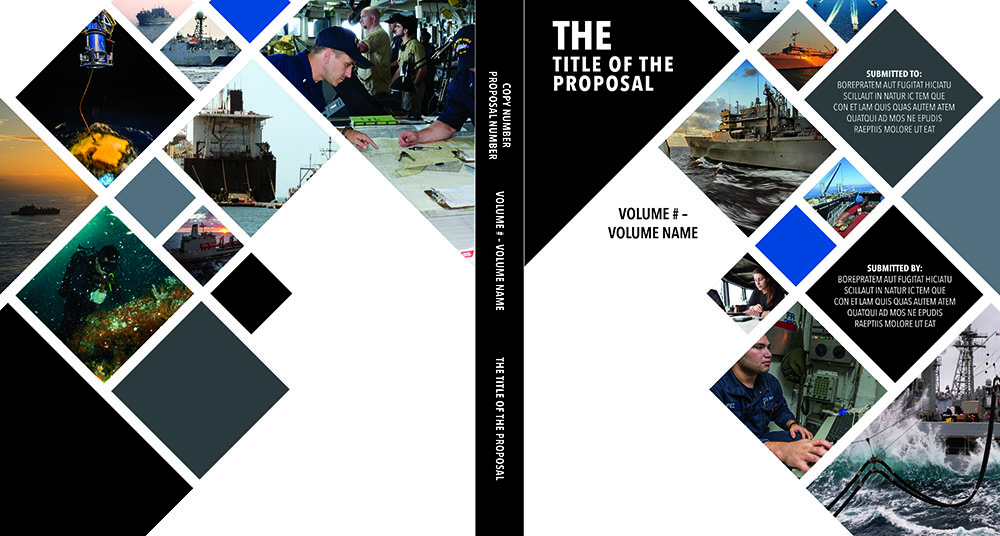 COPY NUMBER
PROPOSAL NUMBER
VOLUME # – VOLUME NAME
THE TITLE OF THE PROPOSAL
THE
TITLE OF THE
PROPOSAL
SUBMITTED TO:
BOREPRATEM AUT FUGITAT HICIATU
SCILLAUT IN NATUR IC TEM QUE
CON ET LAM QUIS QUAS AUTEM ATEM
QUATQUI AD MOS NE EPUDIS
RAEPTIIS MOLORE UT EAT
VOLUME # –
VOLUME NAME
SUBMITTED BY:
BOREPRATEM AUT FUGITAT HICIATU
SCILLAUT IN NATUR IC TEM QUE
CON ET LAM QUIS QUAS AUTEM ATEM
QUATQUI AD MOS NE EPUDIS
RAEPTIIS MOLORE UT EAT